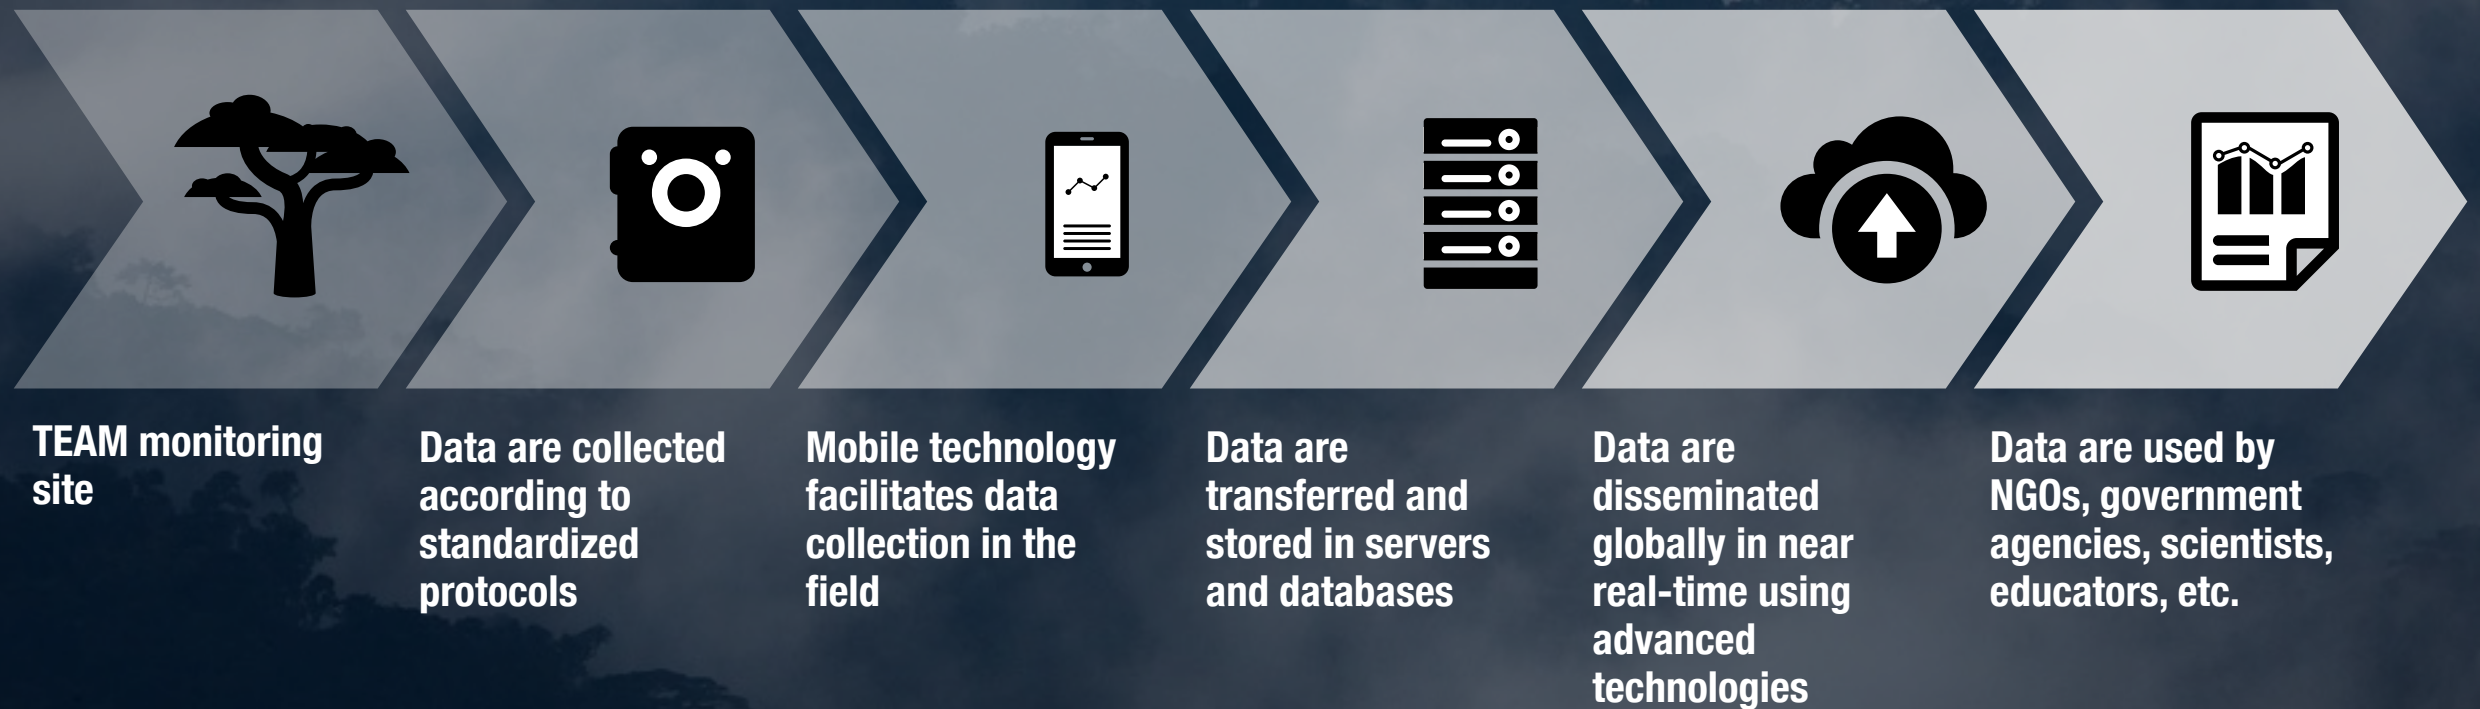 TEAM monitoring
site
Data are collected
according to
standardized
protocols
Mobile technology
facilitates data
collection in the
field
Data are
transferred and
stored in servers
and databases
Data are
disseminated
globally in near
real-time using
advanced
technologies
Data are used by
NGOs, government
agencies, scientists,
educators, etc.